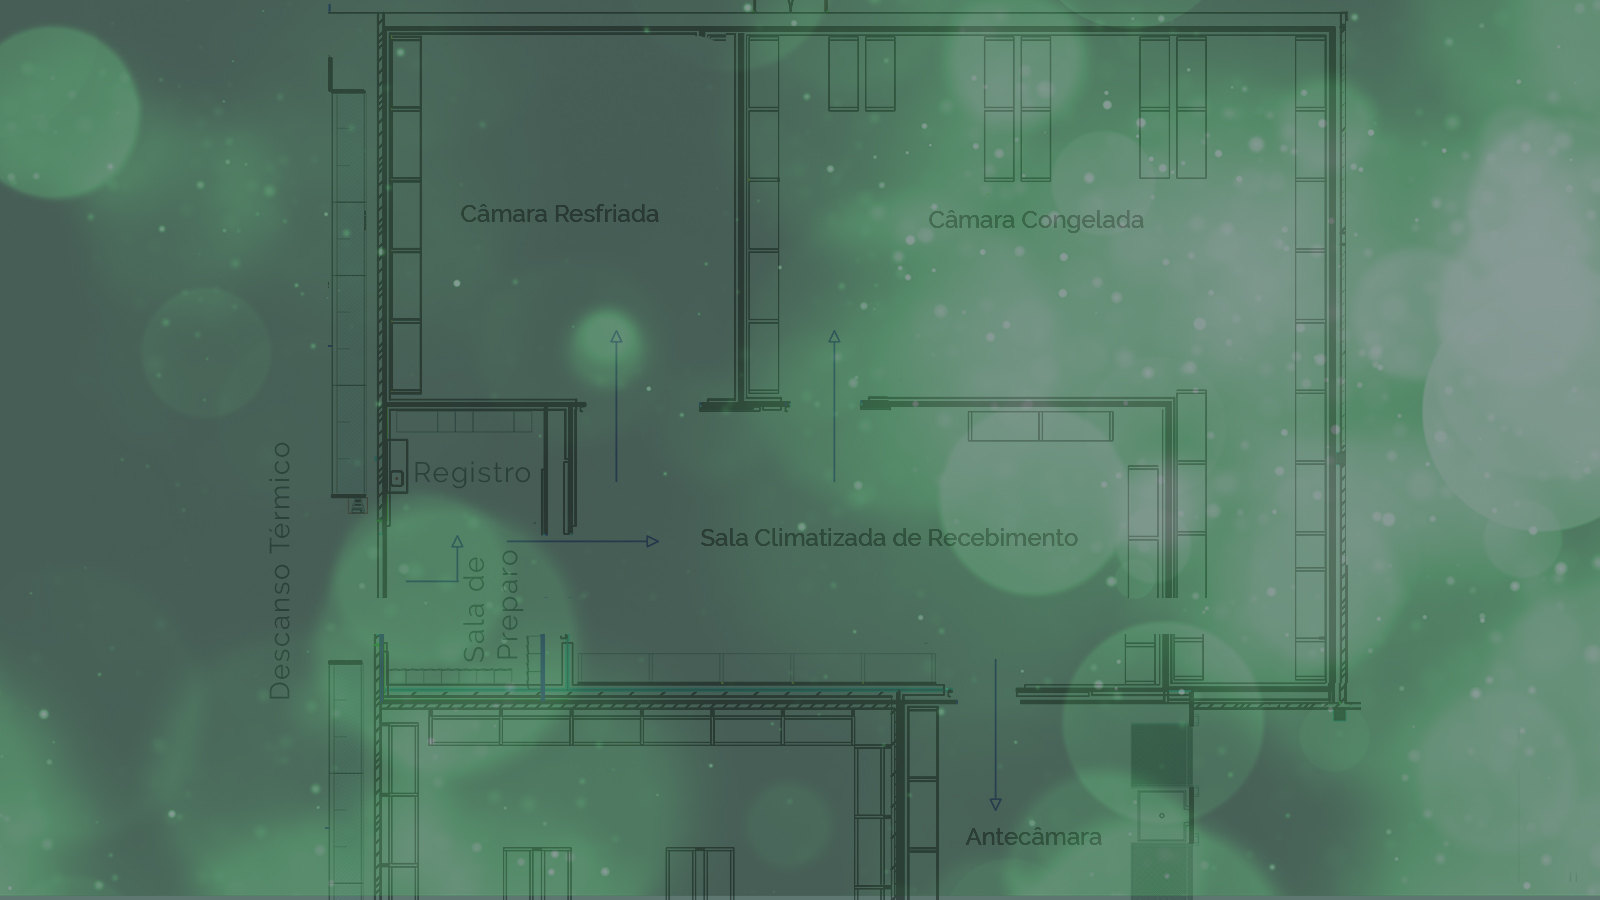 Câmara Resfriada
Câmara Congelada
Registro
Descanso Térmico
Sala de
Preparo
Sala Climatizada de Recebimento
Antecâmara